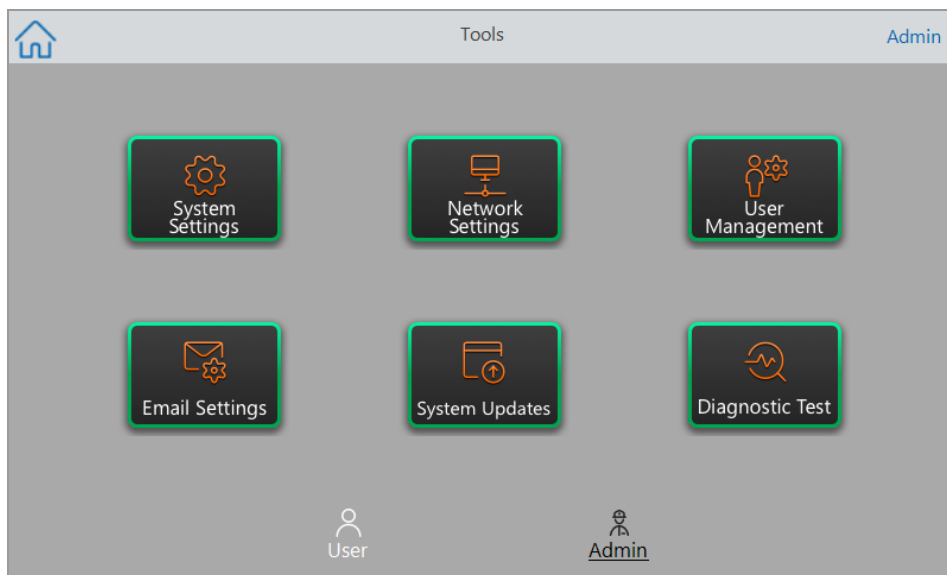 Tools
Admin
System
Settings
Network
Settings
User
Management
Email Settings
System Updates
Diagnostic Test
User
Admin